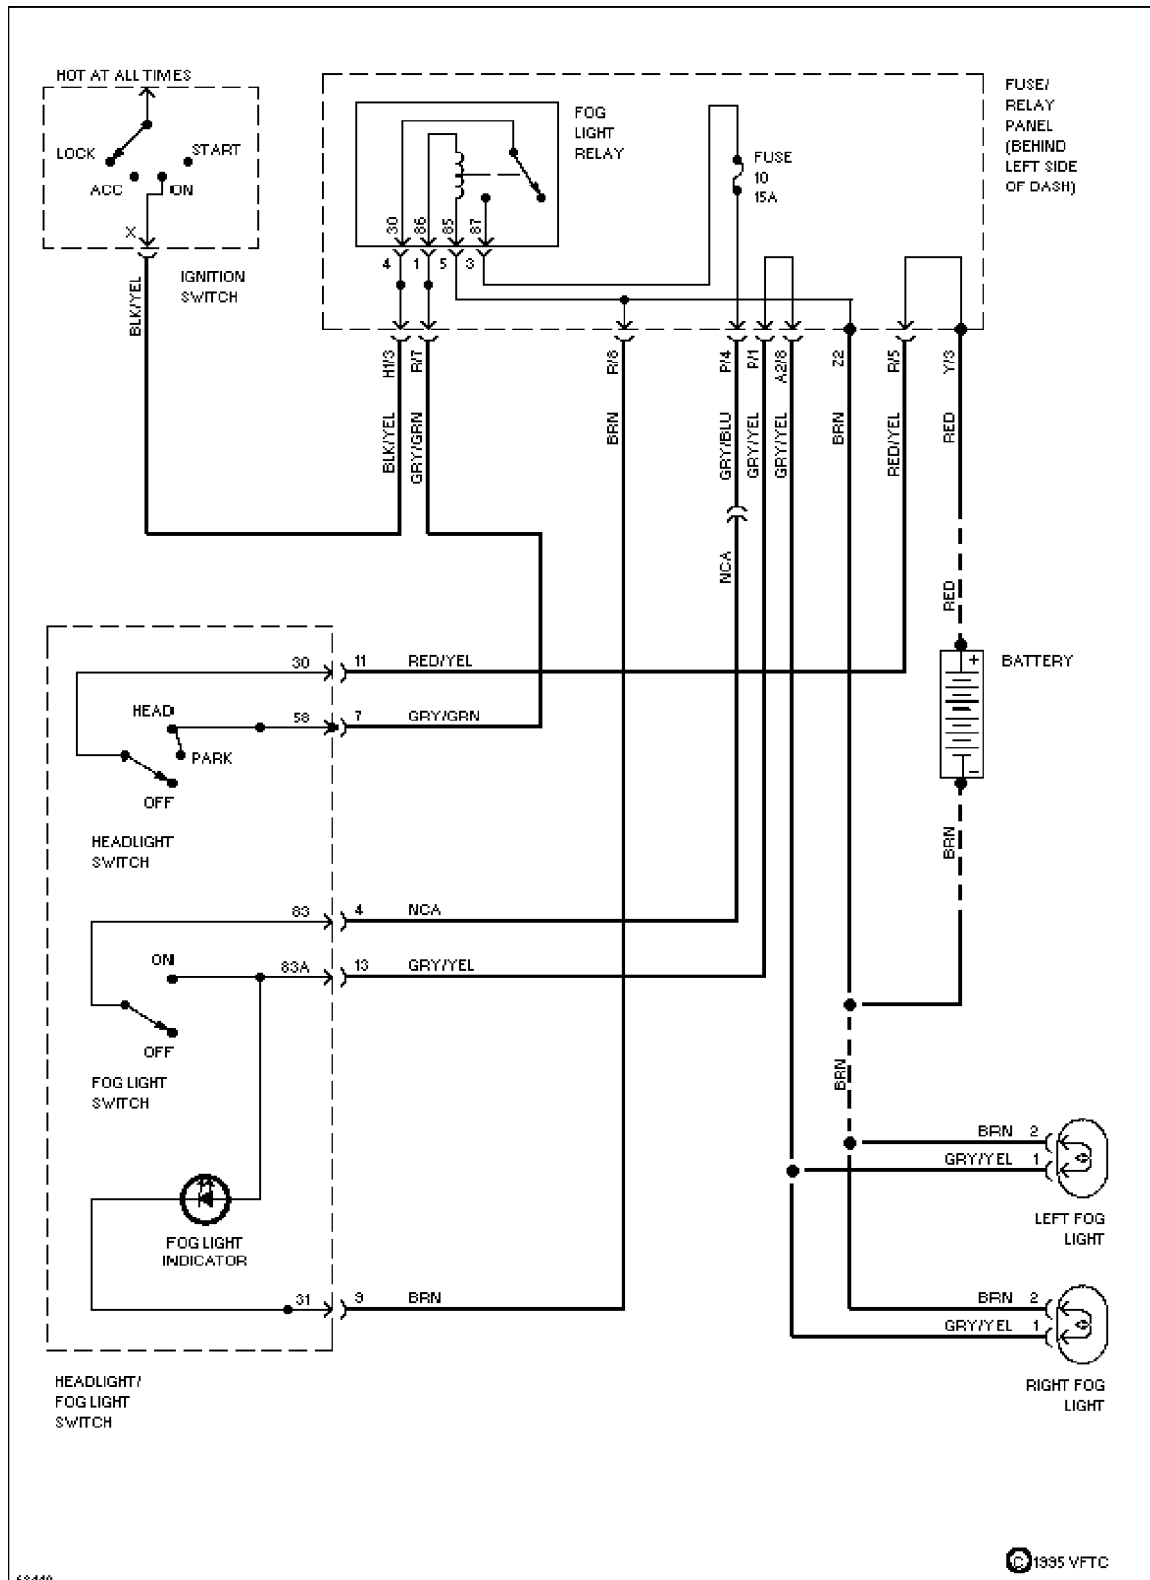 HOT AT ALL TIMES
LOCK
START
ACC
ON
X
IGNITION
SWITCH
BLK/YEL
FOG
LIGHT
RELAY
30
86
85
87
4
1
5
3
FUSE
10
15A
FUSE/
RELAY
PANEL
(BEHIND
LEFT SIDE
OF DASH)
H1/3
R/7
R/8
P/4
P/1
A2/8
Z2
R/5
Y/3
BLK/YEL
GRY/GRN
BRN
GRY/BLU
GRY/YEL
GRY/YEL
BRN
RED/YEL
RED
NCA
RED
BATTERY
+
-
BRN
30
11
RED/YEL
HEAD
58
7
GRY/GRN
PARK
OFF
HEADLIGHT
SWITCH
83
4
NCA
ON
83A
13
GRY/YEL
OFF
FOG LIGHT
SWITCH
BRN
BRN 2
GRY/YEL 1
LEFT FOG
LIGHT
FOG LIGHT
INDICATOR
31
9
BRN
BRN 2
GRY/YEL 1
RIGHT FOG
LIGHT
HEADLIGHT/
FOG LIGHT
SWITCH
© 1995 VFTC